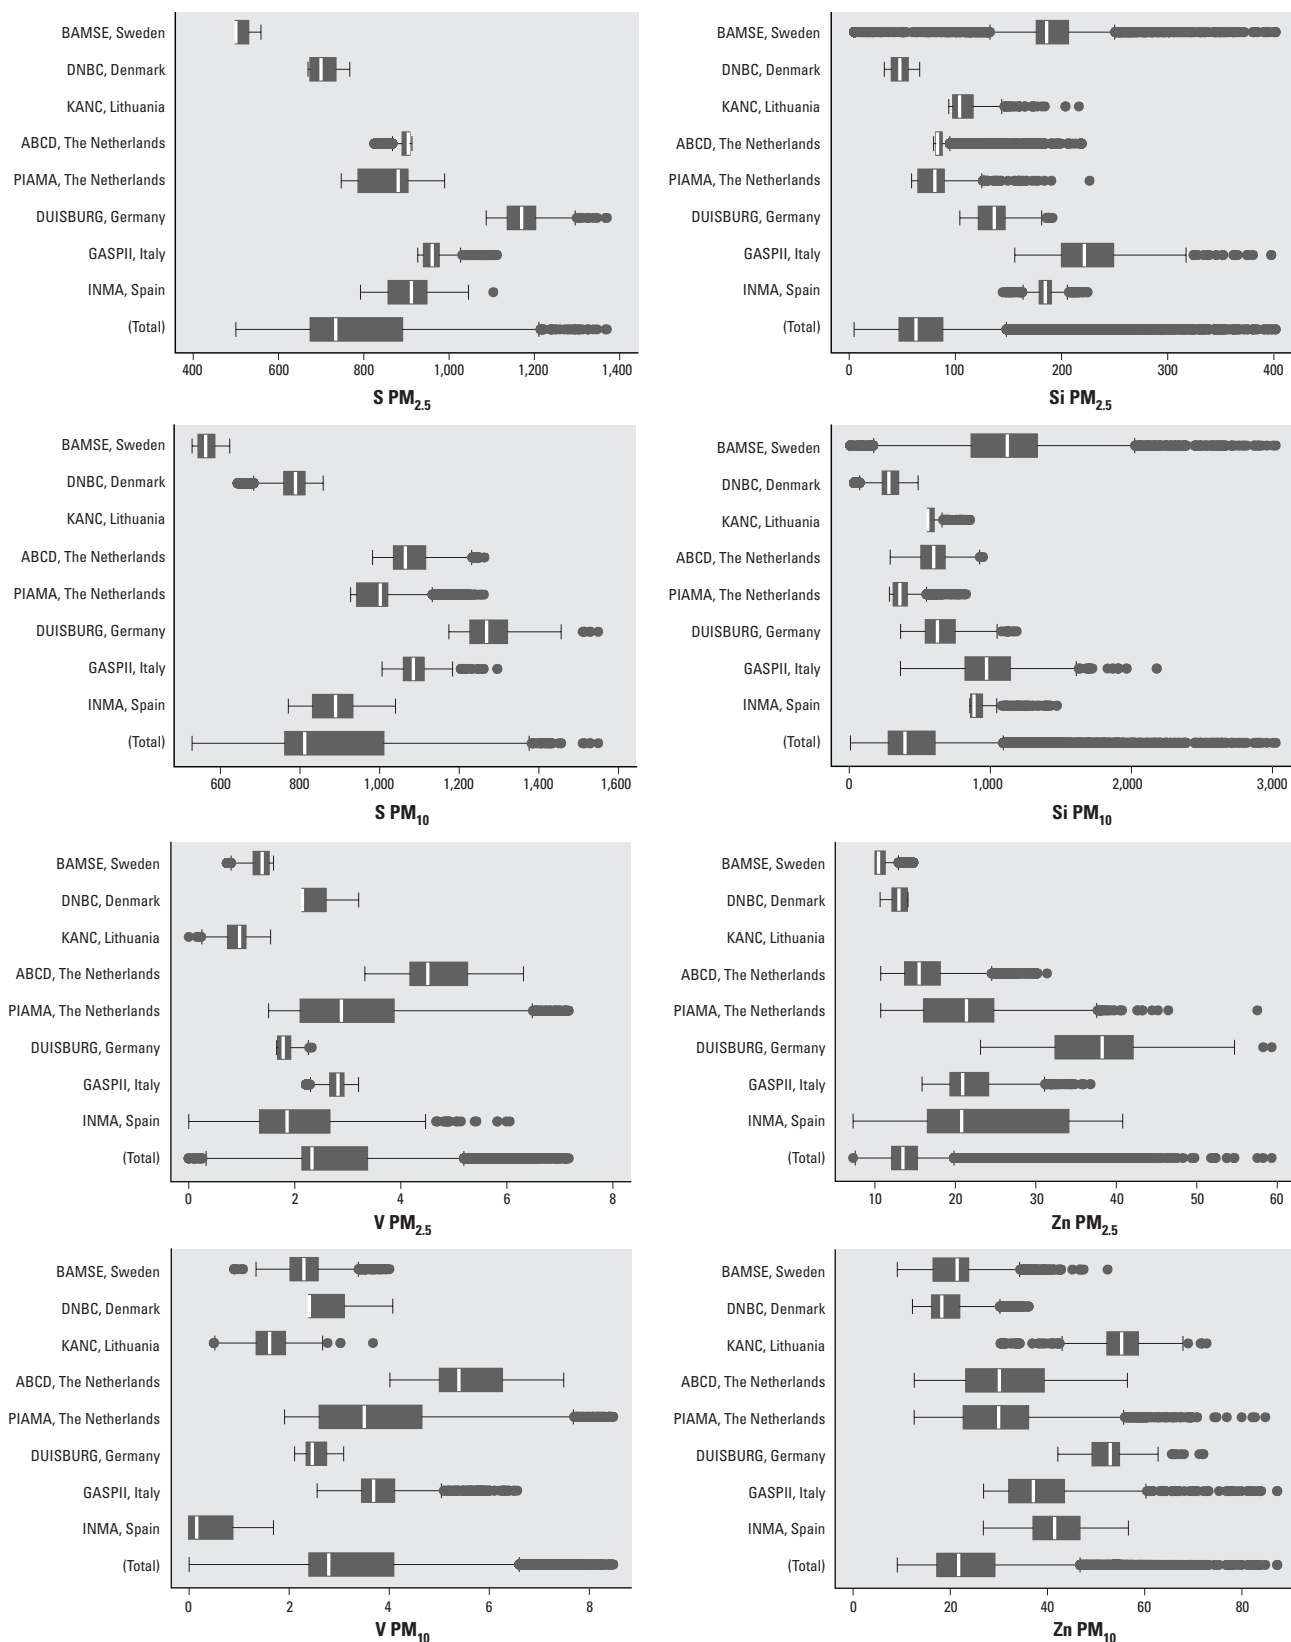 BAMSE, Sweden
DNBC, Denmark
KANC, Lithuania
ABCD, The Netherlands
PIAMA, The Netherlands
DUISBURG, Germany
GASPII, Italy
INMA, Spain
(Total)
400 600 800 1,000 1,200 1,400
S PM2.5
BAMSE, Sweden
DNBC, Denmark
KANC, Lithuania
ABCD, The Netherlands
PIAMA, The Netherlands
DUISBURG, Germany
GASPII, Italy
INMA, Spain
(Total)
0 100 200 300 400
Si PM2.5
BAMSE, Sweden
DNBC, Denmark
KANC, Lithuania
ABCD, The Netherlands
PIAMA, The Netherlands
DUISBURG, Germany
GASPII, Italy
INMA, Spain
(Total)
600 800 1,000 1,200 1,400 1,600
S PM10
BAMSE, Sweden
DNBC, Denmark
KANC, Lithuania
ABCD, The Netherlands
PIAMA, The Netherlands
DUISBURG, Germany
GASPII, Italy
INMA, Spain
(Total)
0 1,000 2,000 3,000
Si PM10
BAMSE, Sweden
DNBC, Denmark
KANC, Lithuania
ABCD, The Netherlands
PIAMA, The Netherlands
DUISBURG, Germany
GASPII, Italy
INMA, Spain
(Total)
0 2 4 6 8
V PM2.5
BAMSE, Sweden
DNBC, Denmark
KANC, Lithuania
ABCD, The Netherlands
PIAMA, The Netherlands
DUISBURG, Germany
GASPII, Italy
INMA, Spain
(Total)
10 20 30 40 50 60
Zn PM2.5
BAMSE, Sweden
DNBC, Denmark
KANC, Lithuania
ABCD, The Netherlands
PIAMA, The Netherlands
DUISBURG, Germany
GASPII, Italy
INMA, Spain
(Total)
0 2 4 6 8
V PM10
BAMSE, Sweden
DNBC, Denmark
KANC, Lithuania
ABCD, The Netherlands
PIAMA, The Netherlands
DUISBURG, Germany
GASPII, Italy
INMA, Spain
(Total)
0 20 40 60 80
Zn PM10